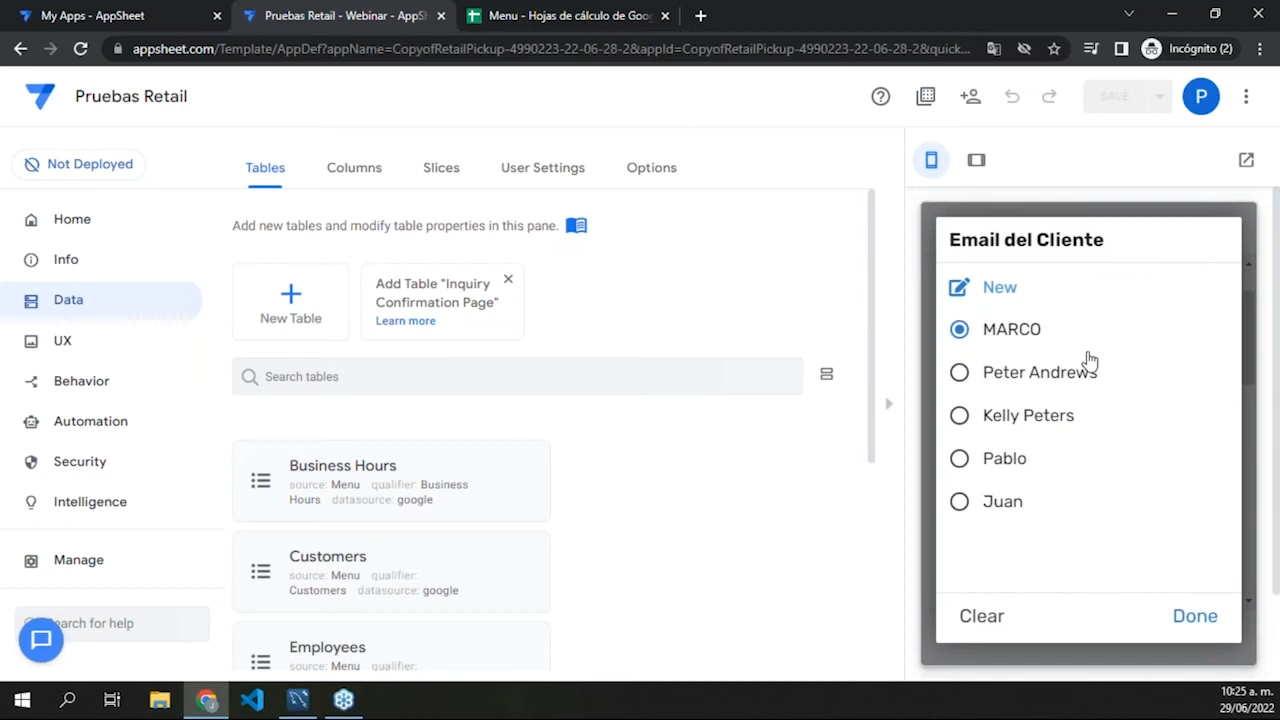 My Apps - AppSheet
Pruebas Retail - Webinar - AppSh
Menu - Hojas de cálculo de Goo
appsheet.com/Template/AppDef?appName=CopyofRetailPickup-4990223-22-06-28-2&appId=CopyofRetailPickup-4990223-22-06-28-2&quick...
Incógnito (2)
Pruebas Retail
SAVE
P
Not Deployed
Home
Info
Data
UX
Behavior
Automation
Security
Intelligence
Manage
earch for help
Tables
Columns
Slices
User Settings
Options
Add new tables and modify table properties in this pane.
New Table
Add Table "Inquiry
Confirmation Page"
Learn more
Search tables
Business Hours
source: Menu qualifier: Business
Hours datasource: google
Customers
source: Menu qualifier:
Customers datasource: google
Employees
source: Menu qualifier:
Email del Cliente
New
MARCO
Peter Andrews
Kelly Peters
Pablo
Juan
Clear
Done
10:25 a. m.
29/06/2022